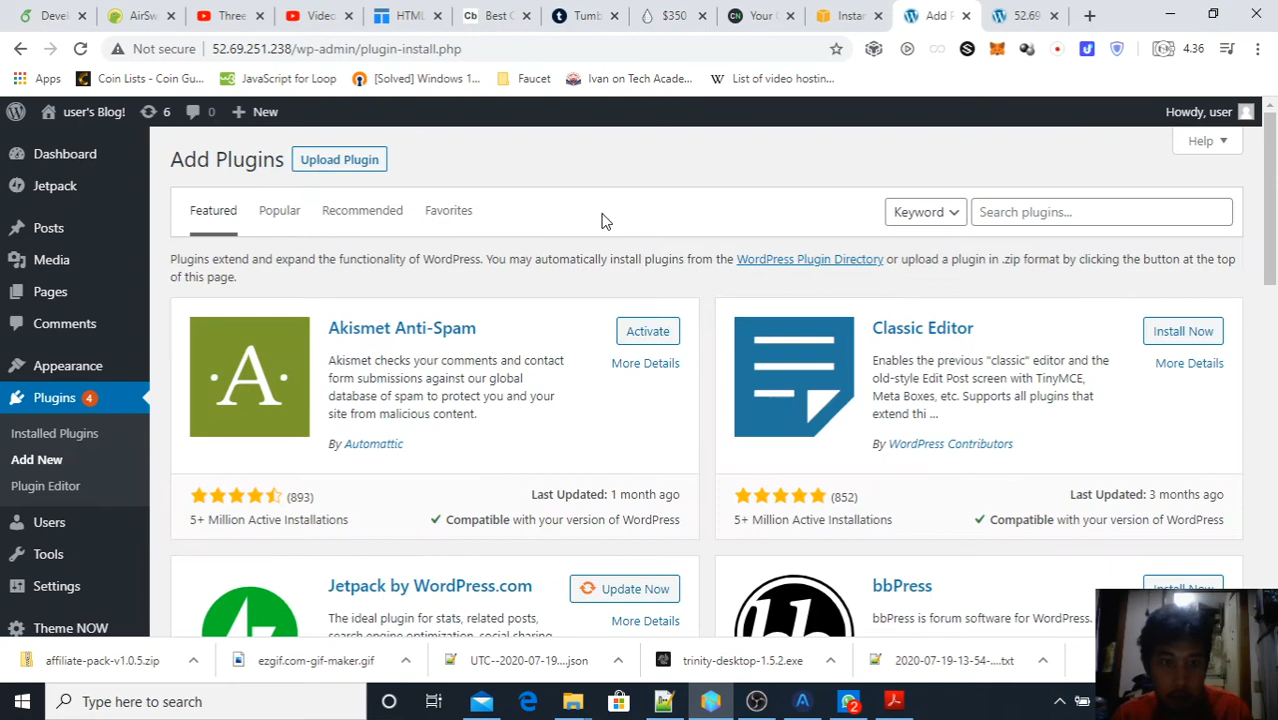 Devel
AirSw
Three
Video
HTML
Best C
Tumb
$350
Your (
Instar
Add P
52.69
Not secure
52.69.251.238/wp-admin/plugin-install.php
4.36
Apps
Coin Lists - Coin Gu...
JavaScript for Loop
[Solved] Windows 1...
Faucet
Ivan on Tech Acade...
List of video hostin...
user's Blog!
6
0
New
Howdy, user
Dashboard
Jetpack
Posts
Media
Pages
Comments
Appearance
Plugins 4
Installed Plugins
Add New
Plugin Editor
Users
Tools
Settings
Theme NOW
Add Plugins
Upload Plugin
Help
Featured
Popular
Recommended
Favorites
Keyword
Search plugins...
Plugins extend and expand the functionality of WordPress. You may automatically install plugins from the WordPress Plugin Directory or upload a plugin in .zip format by clicking the button at the top
of this page.
Akismet Anti-Spam
Activate
More Details
Akismet checks your comments and contact
form submissions against our global
database of spam to protect you and your
site from malicious content.
By Automattic
(893)
Last Updated: 1 month ago
5+ Million Active Installations
Compatible with your version of WordPress
Classic Editor
Install Now
More Details
Enables the previous "classic" editor and the
old-style Edit Post screen with TinyMCE,
Meta Boxes, etc. Supports all plugins that
extend thi ...
By WordPress Contributors
(852)
Last Updated: 3 months ago
5+ Million Active Installations
Compatible with your version of WordPress
Jetpack by WordPress.com
Update Now
More Details
The ideal plugin for stats, related posts,
search engine optimization, social sharing
bbPress
Install Now
bbPress is forum software for WordPress.
affiliate-pack-v1.0.5.zip
ezgif.com-gif-maker.gif
UTC--2020-07-19....json
trinity-desktop-1.5.2.exe
2020-07-19-13-54-....txt
Type here to search
2